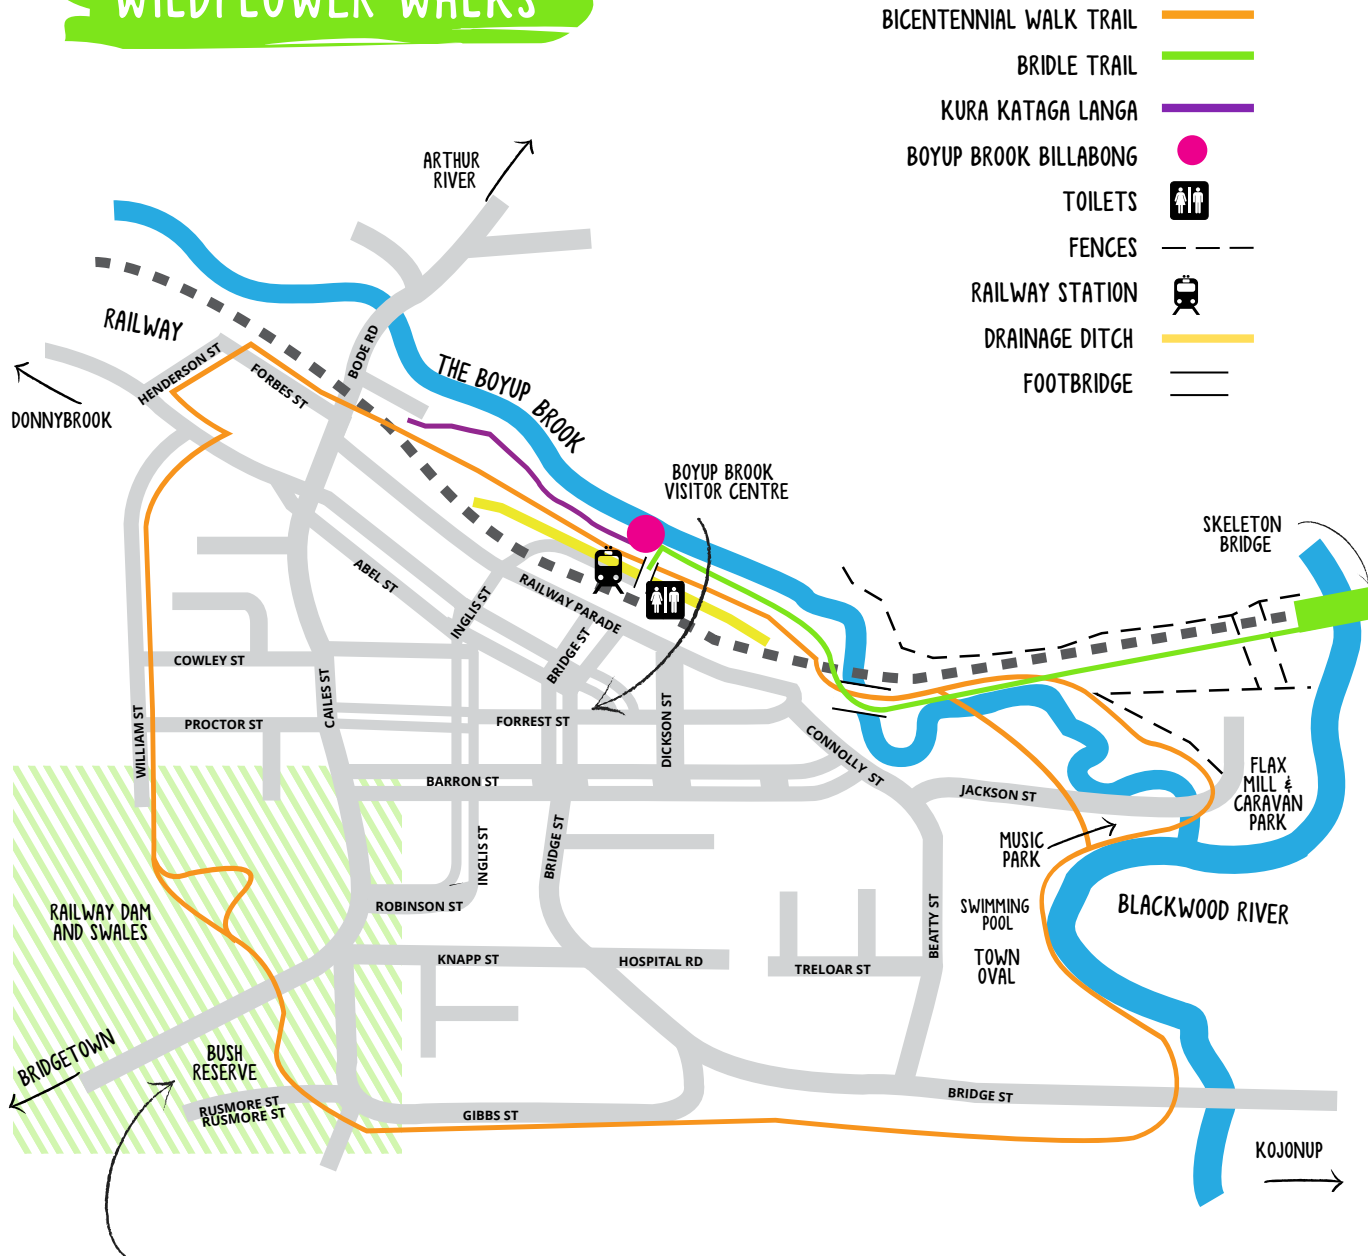 WILDFLOWER WALKS
BICENTENNIAL WALK TRAIL
BRIDLE TRAIL
KURA KATAGA LANGA
BOYUP BROOK BILLABONG
TOILETS
FENCES
RAILWAY STATION
DRAINAGE DITCH
FOOTBRIDGE
ARTHUR
RIVER
RAILWAY
HENDERSON ST
FORBES ST
BODE RD
THE BOYUP BROOK
DONNYBROOK
BOYUP BROOK
VISITOR CENTRE
SKELETON
BRIDGE
ABEL ST
INGLIS ST
RAILWAY PARADE
BRIDGE ST
COWLEY ST
CAILES ST
WILLIAM ST
PROCTOR ST
FORREST ST
DICKSON ST
CONNOLLY ST
BARRON ST
JACKSON ST
FLAX
MILL &
CARAVAN
PARK
MUSIC
PARK
INGLIS ST
BRIDGE ST
ROBINSON ST
BEATTY ST
SWIMMING
POOL
BLACKWOOD RIVER
RAILWAY DAM
AND SWALES
KNAPP ST
HOSPITAL RD
TRELOAR ST
TOWN
OVAL
BRIDGETOWN
BUSH
RESERVE
RUSMORE ST
RUSMORE ST
GIBBS ST
BRIDGE ST
KOJONUP